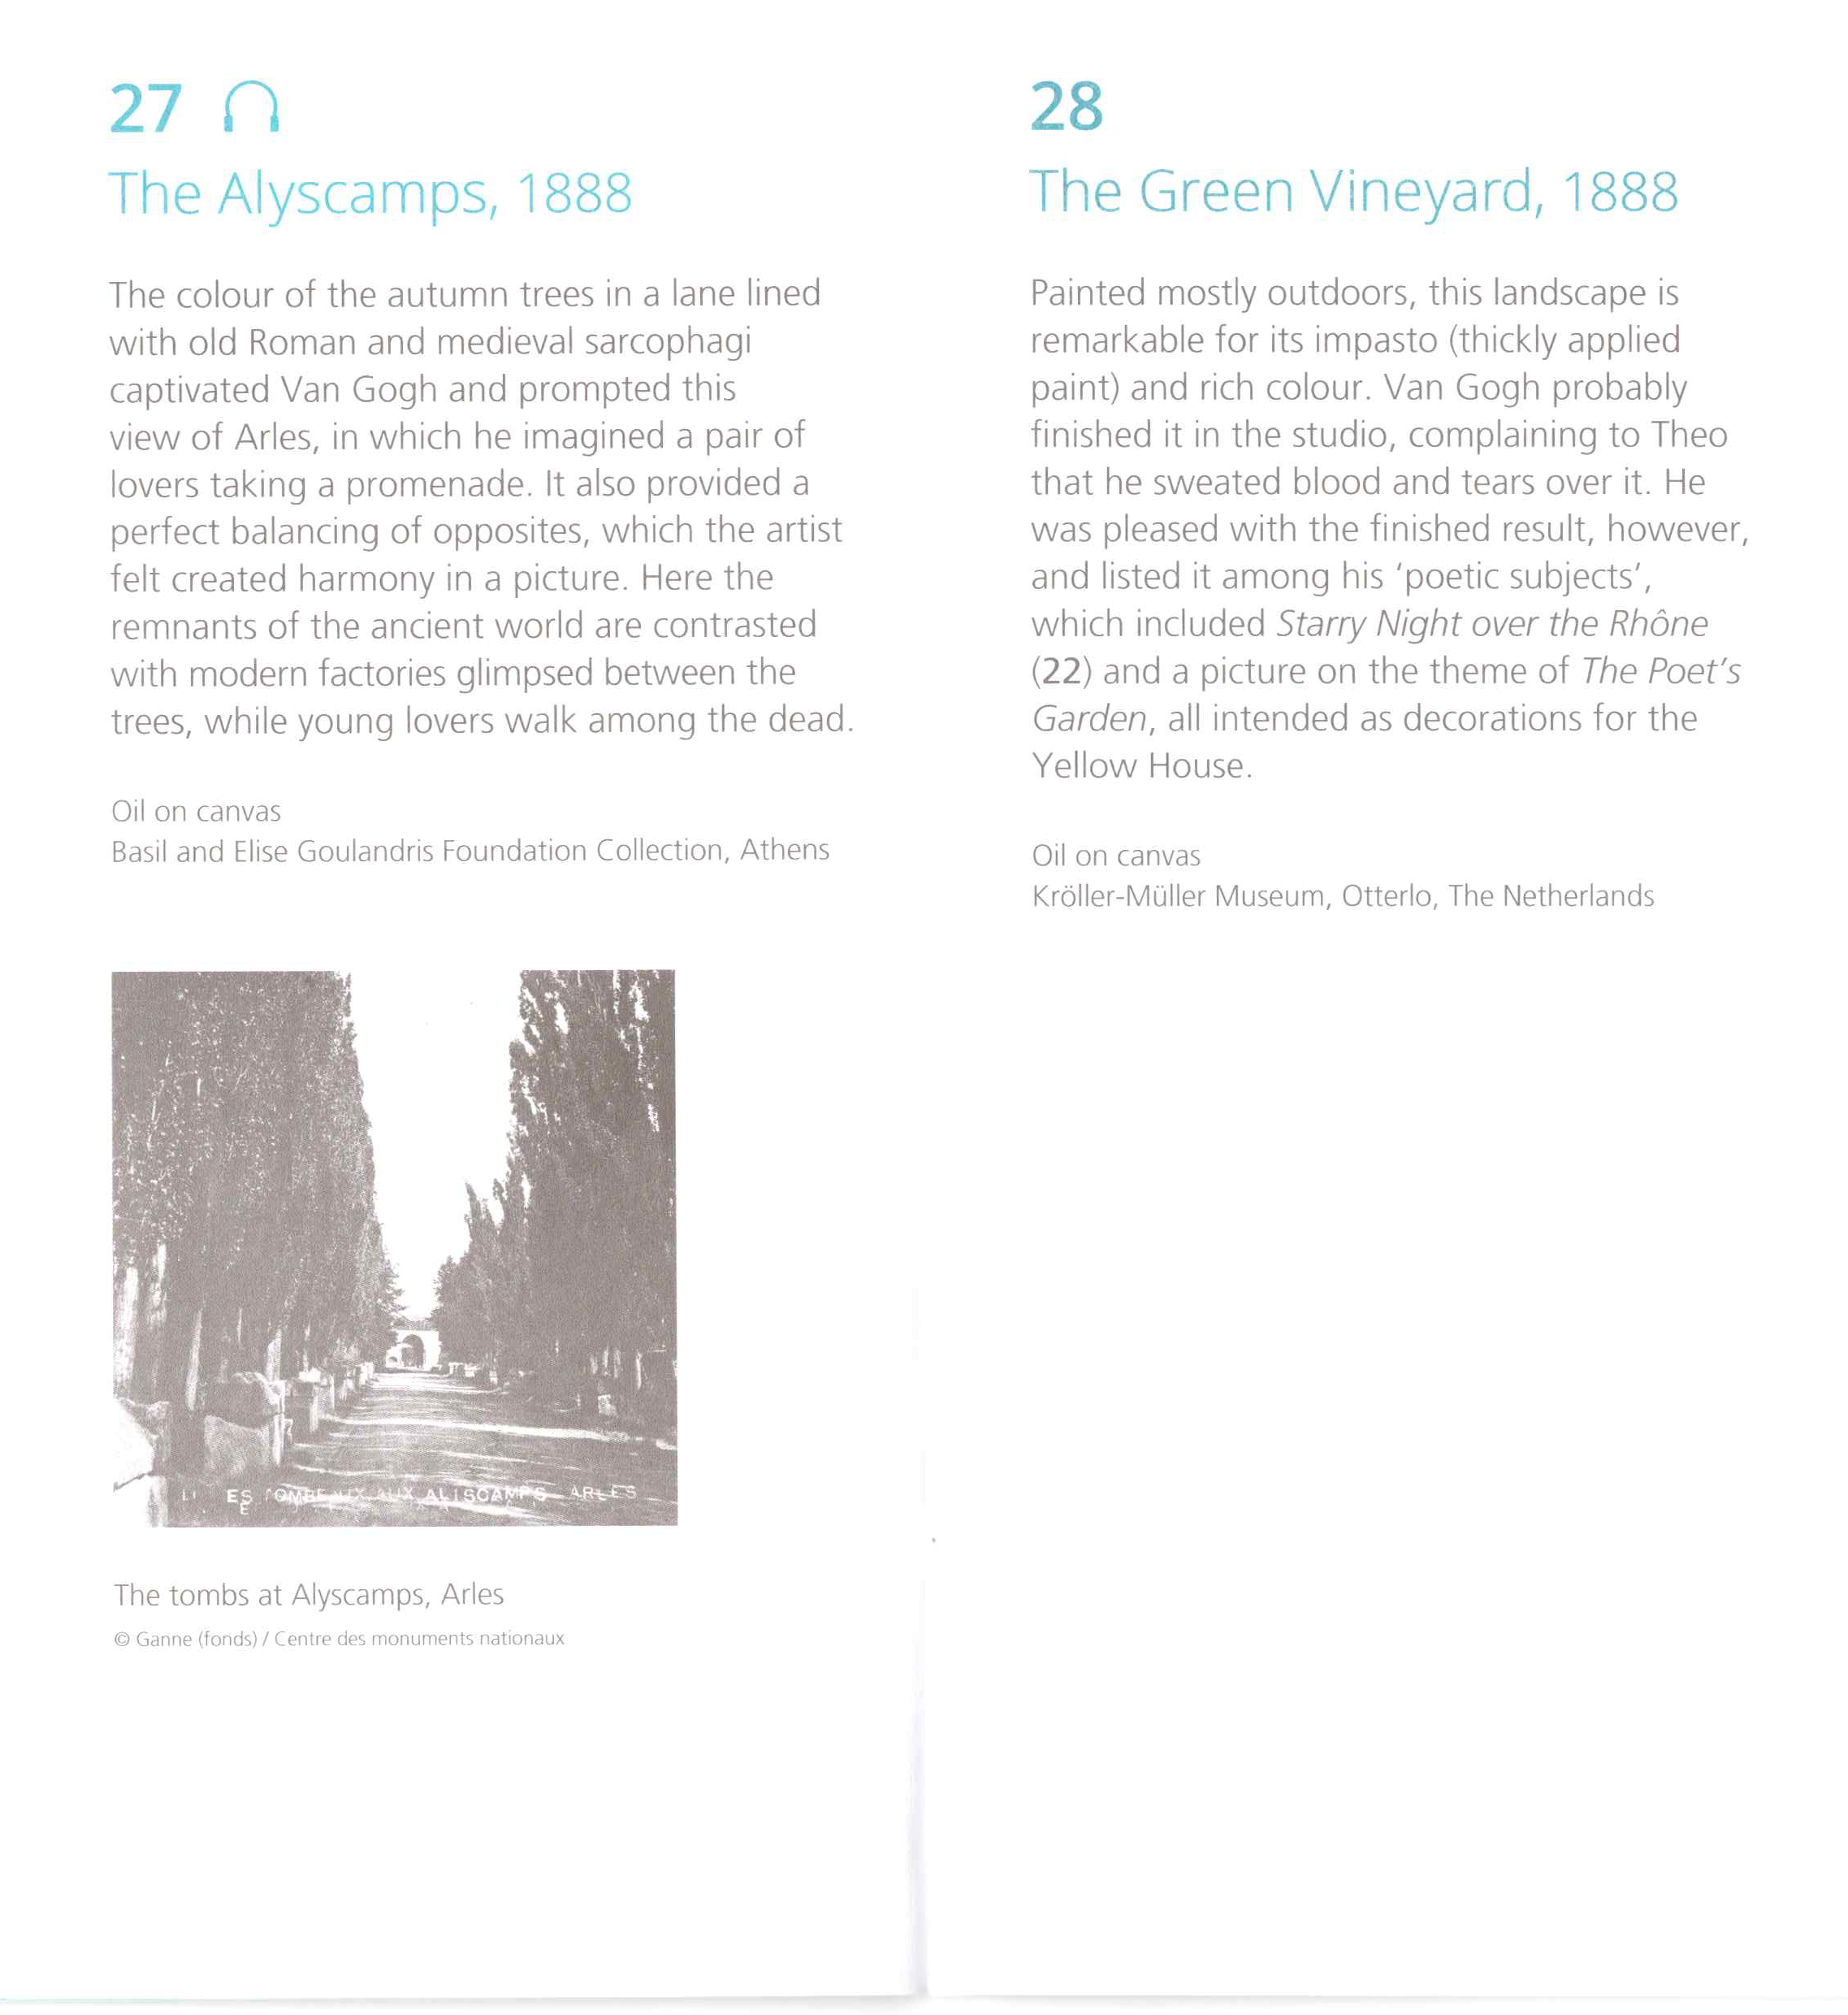 27
The Alyscamps, 1888
The colour of the autumn trees in a lane lined
with old Roman and medieval sarcophagi
captivated Van Gogh and prompted this
view of Arles, in which he imagined a pair of
lovers taking a promenade. It also provided a
perfect balancing of opposites, which the artist
felt created harmony in a picture. Here the
remnants of the ancient world are contrasted
with modern factories glimpsed between the
trees, while young lovers walk among the dead.
Oil on canvas
Basil and Elise Goulandris Foundation Collection, Athens
ES TOMBEAUX AUX ALISCAMPS ARLES
The tombs at Alyscamps, Arles
© Ganne (fonds) / Centre des monuments nationaux
28
The Green Vineyard, 1888
Painted mostly outdoors, this landscape is
remarkable for its impasto (thickly applied
paint) and rich colour. Van Gogh probably
finished it in the studio, complaining to Theo
that he sweated blood and tears over it. He
was pleased with the finished result, however,
and listed it among his ‘poetic subjects’,
which included Starry Night over the Rhône
(22) and a picture on the theme of The Poet’s
Garden, all intended as decorations for the
Yellow House.
Oil on canvas
Kröller-Müller Museum, Otterlo, The Netherlands